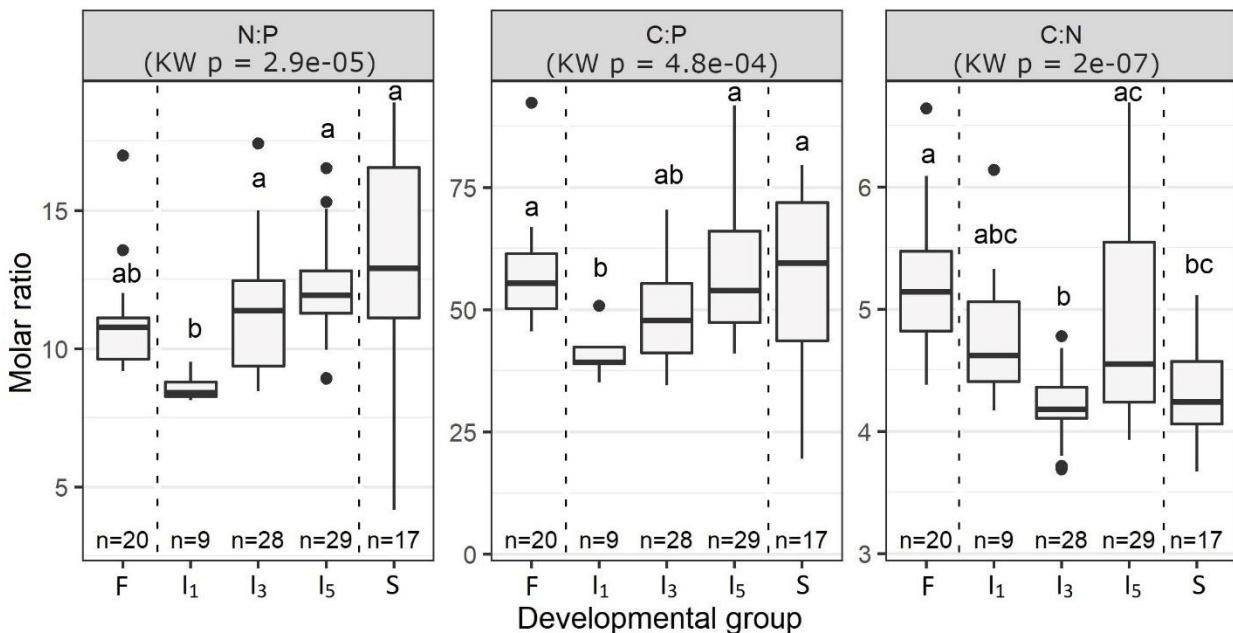 N:P
(KW p = 2.9e-05)
C:P
(KW p = 4.8e-04)
C:N
(KW p = 2e-07)
Molar ratio
15
10
5
ab
b
a
a
a
n=20 n=9 n=28 n=29 n=17
F I₁ I₃ I₅ S
75
50
25
0
a
b
ab
a
a
n=20 n=9 n=28 n=29 n=17
F I₁ I₃ I₅ S
6
5
4
3
a
abc
b
ac
bc
n=20 n=9 n=28 n=29 n=17
F I₁ I₃ I₅ S
Developmental group